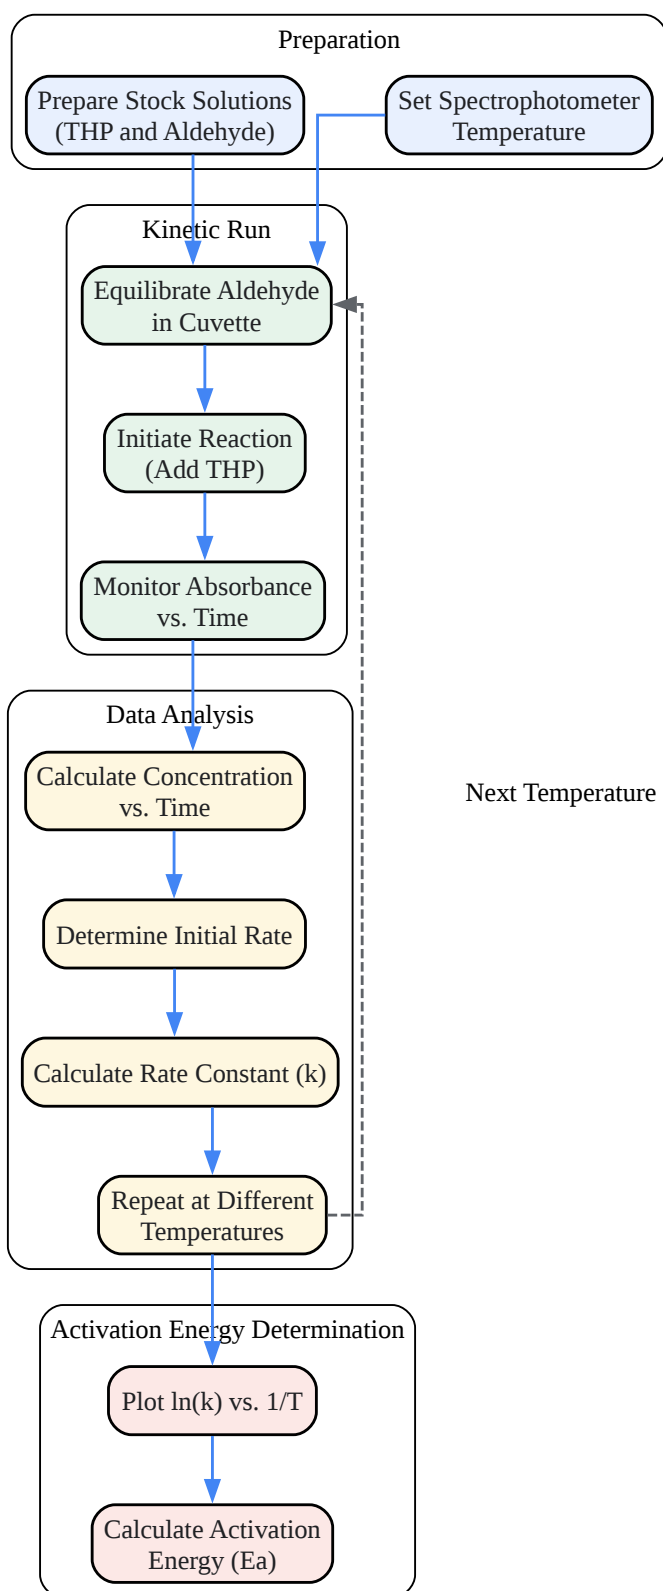 Preparation
Prepare Stock Solutions
(THP and Aldehyde)
Set Spectrophotometer
Temperature
Kinetic Run
Equilibrate Aldehyde
in Cuvette
Initiate Reaction
(Add THP)
Monitor Absorbance
vs. Time
Data Analysis
Calculate Concentration
vs. Time
Next Temperature
Determine Initial Rate
Calculate Rate Constant (k)
Repeat at Different
Temperatures
Activation Energy Determination
Plot ln(k) vs. 1/T
Calculate Activation
Energy (Ea)